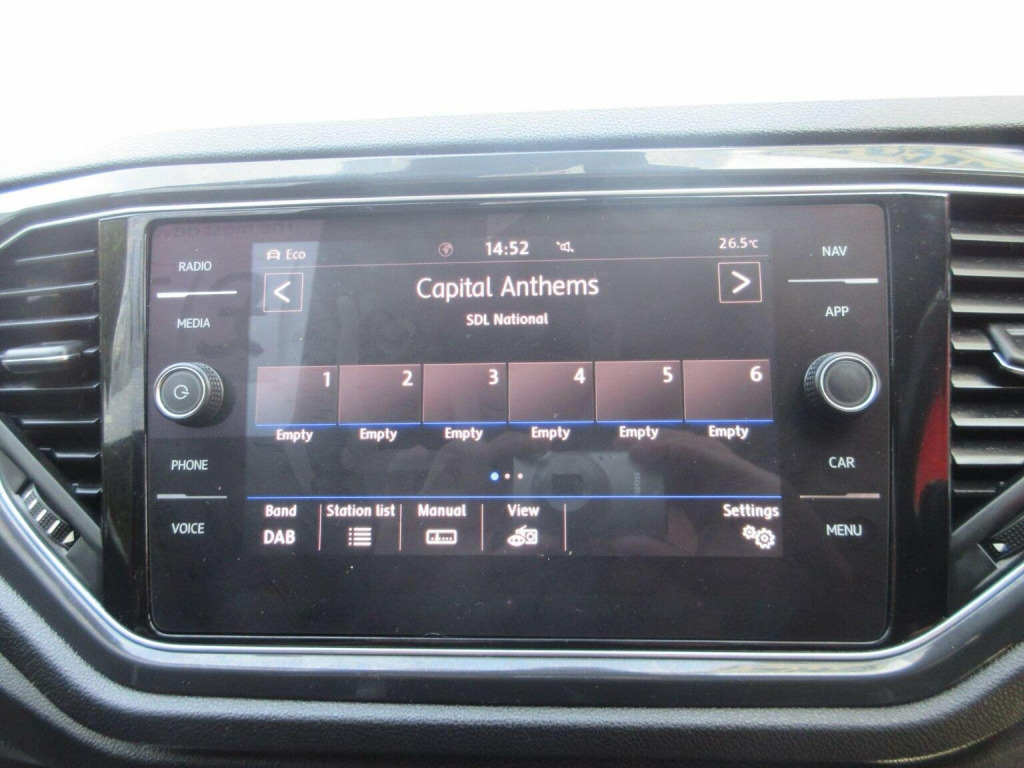 Eco 14:52 26.5°C
< Capital Anthems >
SDL National
1 2 3 4 5 6
Empty Empty Empty Empty Empty Empty
Band Station list Manual View Settings
DAB
RADIO
MEDIA
PHONE
VOICE
NAV
APP
CAR
MENU